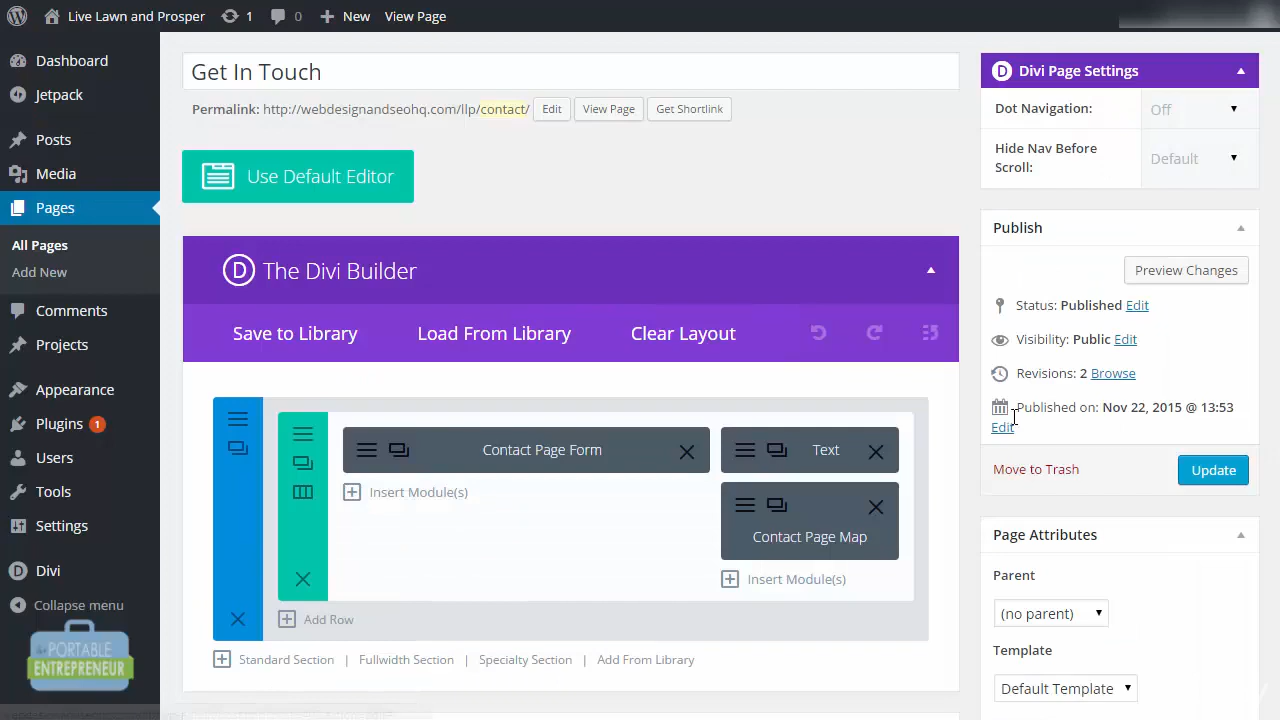 Live Lawn and Prosper 1 0 New View Page
Dashboard
Jetpack
Posts
Media
Pages
All Pages
Add New
Comments
Projects
Appearance
Plugins 1
Users
Tools
Settings
Divi
Collapse menu
PORTABLE
ENTREPRENEUR
Get In Touch
Permalink: http://webdesignandseohq.com/llp/contact/ Edit View Page Get Shortlink
Use Default Editor
D The Divi Builder
Save to Library Load From Library Clear Layout
Contact Page Form
Insert Module(s)
Text
Contact Page Map
Insert Module(s)
Add Row
Standard Section | Fullwidth Section | Specialty Section | Add From Library
D Divi Page Settings
Dot Navigation: Off
Hide Nav Before
Scroll:
Default
Publish
Preview Changes
Status: Published Edit
Visibility: Public Edit
Revisions: 2 Browse
Published on: Nov 22, 2015 @ 13:53
Edit
Move to Trash Update
Page Attributes
Parent
(no parent)
Template
Default Template